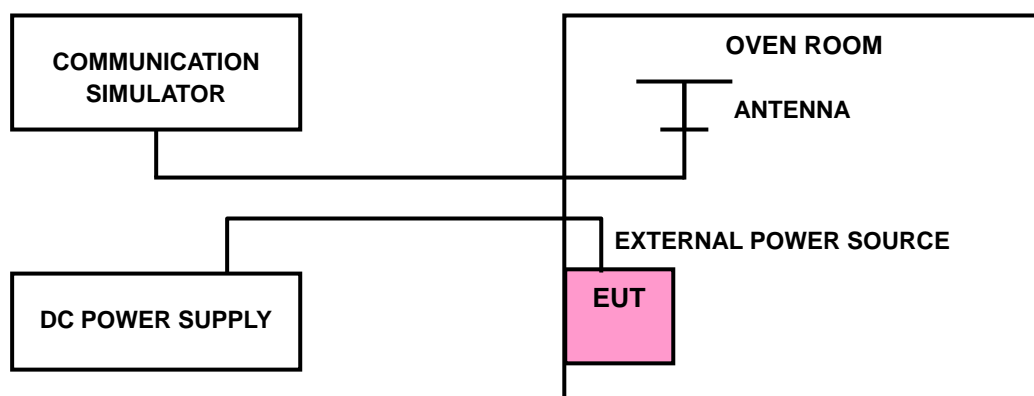 COMMUNICATION
SIMULATOR
OVEN ROOM
ANTENNA
EXTERNAL POWER SOURCE
DC POWER SUPPLY
EUT